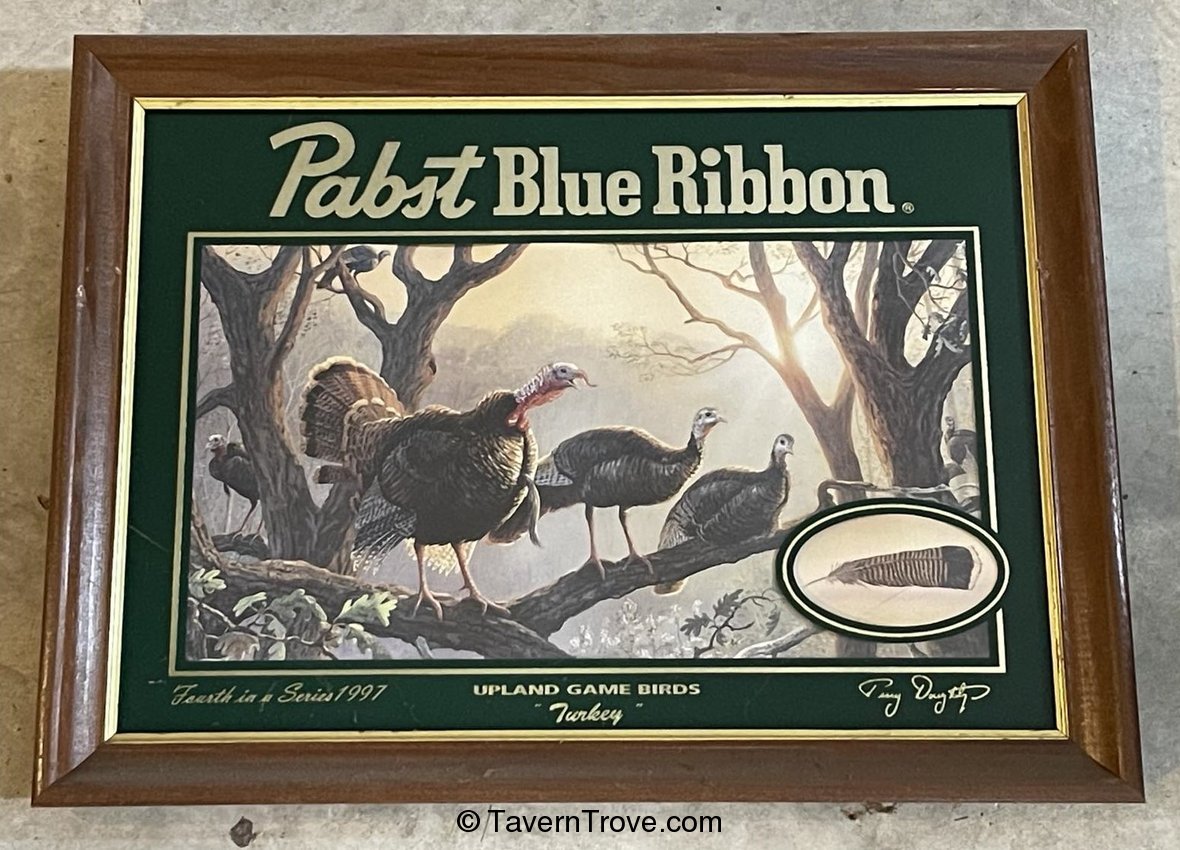 Pabst Blue Ribbon ®
Fourth in a Series 1997
UPLAND GAME BIRDS
"Turkey"
© TavernTrove.com